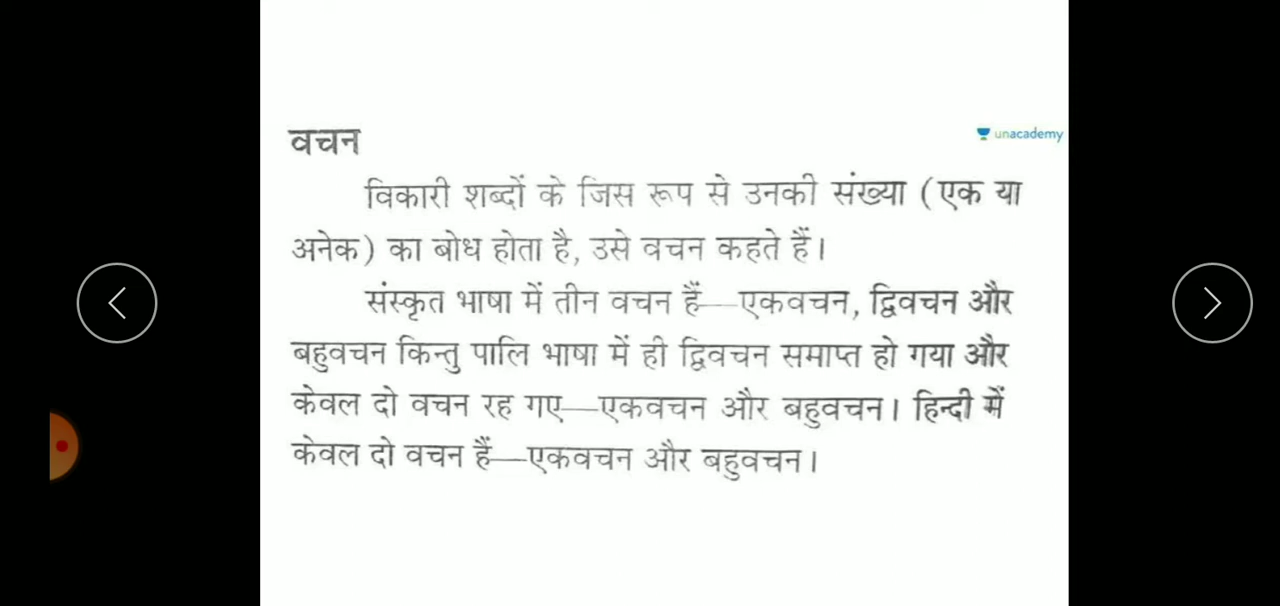 वचन
unacademy
विकारी शब्दों के जिस रूप से उनकी संख्या (एक या
अनेक) का बोध होता है, उसे वचन कहते हैं।
संस्कृत भाषा में तीन वचन हैं—एकवचन, द्विवचन और
बहुवचन किन्तु पालि भाषा में ही द्विवचन समाप्त हो गया और
केवल दो वचन रह गए—एकवचन और बहुवचन। हिन्दी में
केवल दो वचन हैं—एकवचन और बहुवचन।